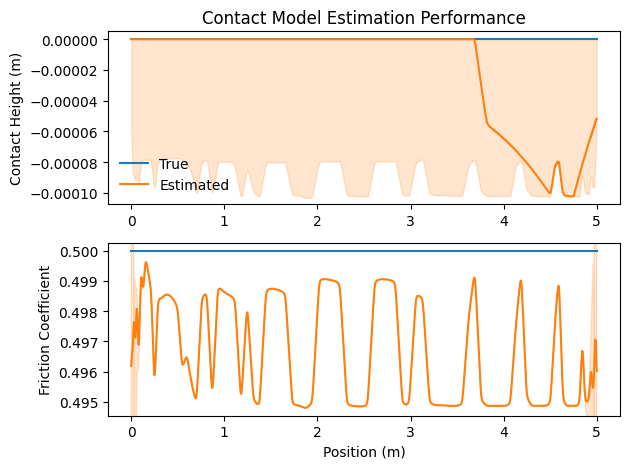 Contact Model Estimation Performance
Contact Height (m)
0.00000
−0.00002
−0.00004
−0.00006
−0.00008
−0.00010
True
Estimated
0 1 2 3 4 5
Friction Coefficient
0.500
0.499
0.498
0.497
0.496
0.495
0 1 2 3 4 5
Position (m)